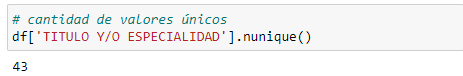 # cantidad de valores únicos
df['TITULO Y/O ESPECIALIDAD'].nunique()
43